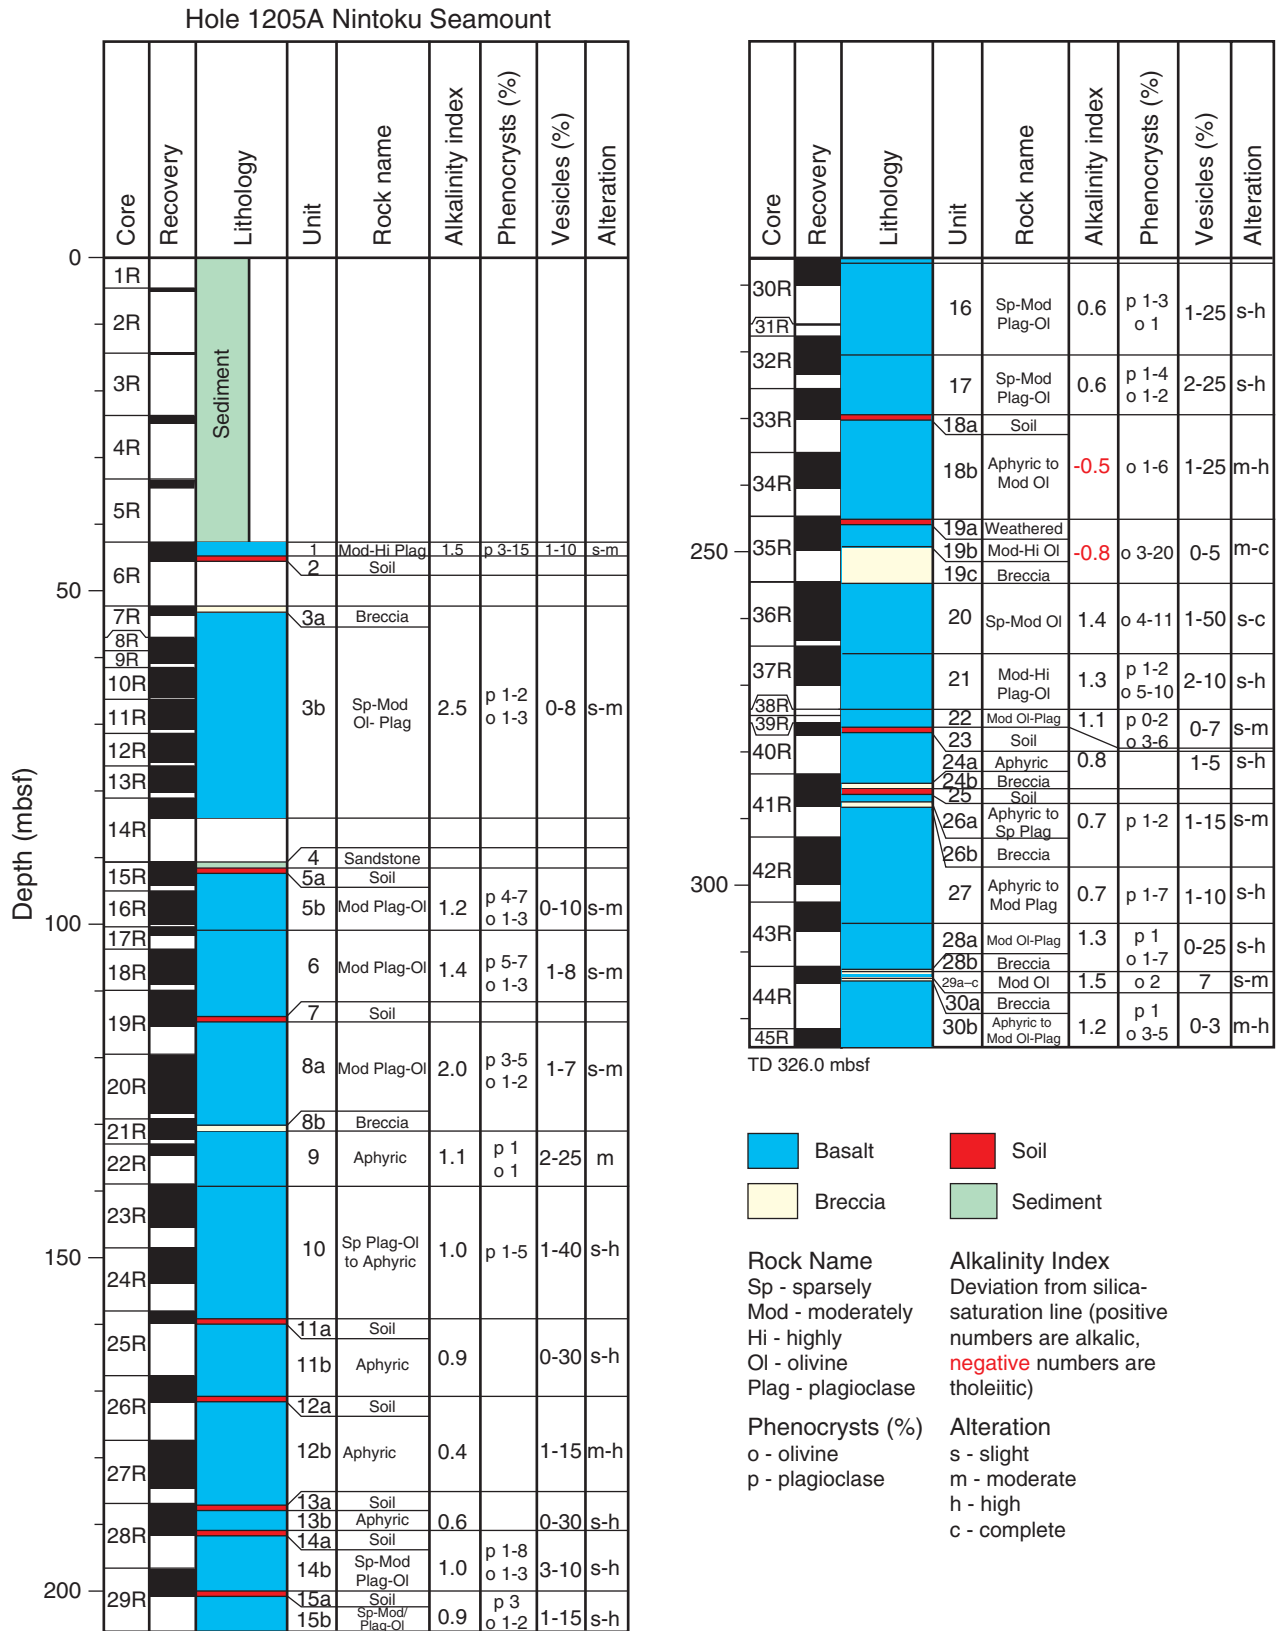 Hole 1205A Nintoku Seamount
Core Recovery Lithology Unit Rock name Alkalinity index Phenocrysts (%) Vesicles (%) Alteration
Depth (mbsf)
0
50
100
150
200
1R
2R
3R
4R
5R
6R
7R
8R
9R
10R
11R
12R
13R
14R
15R
16R
17R
18R
19R
20R
21R
22R
23R
24R
25R
26R
27R
28R
29R
Sediment
1 Mod-Hi Plag 1.5 p 3-15 1-10 s-m
2 Soil
3a Breccia
3b Sp-Mod Ol- Plag 2.5 p 1-2 o 1-3 0-8 s-m
4 Sandstone
5a Soil
5b Mod Plag-Ol 1.2 p 4-7 o 1-3 0-10 s-m
6 Mod Plag-Ol 1.4 p 5-7 o 1-3 1-8 s-m
7 Soil
8a Mod Plag-Ol 2.0 p 3-5 o 1-2 1-7 s-m
8b Breccia
9 Aphyric 1.1 p 1 o 1 2-25 m
10 Sp Plag-Ol to Aphyric 1.0 p 1-5 1-40 s-h
11a Soil
11b Aphyric 0.9 0-30 s-h
12a Soil
12b Aphyric 0.4 1-15 m-h
13a Soil
13b Aphyric 0.6 0-30 s-h
14a Soil
14b Sp-Mod Plag-Ol 1.0 p 1-8 o 1-3 3-10 s-h
15a Soil
15b Sp-Mod/ Plag-Ol 0.9 p 3 o 1-2 1-15 s-h
Core Recovery Lithology Unit Rock name Alkalinity index Phenocrysts (%) Vesicles (%) Alteration
250
300
30R
31R
32R
33R
34R
35R
36R
37R
38R
39R
40R
41R
42R
43R
44R
45R
16 Sp-Mod Plag-Ol 0.6 p 1-3 o 1 1-25 s-h
17 Sp-Mod Plag-Ol 0.6 p 1-4 o 1-2 2-25 s-h
18a Soil
18b Aphyric to Mod Ol -0.5 o 1-6 1-25 m-h
19a Weathered
19b Mod-Hi Ol -0.8 o 3-20 0-5 m-c
19c Breccia
20 Sp-Mod Ol 1.4 o 4-11 1-50 s-c
21 Mod-Hi Plag-Ol 1.3 p 1-2 o 5-10 2-10 s-h
22 Mod Ol-Plag 1.1 p 0-2 o 3-6 0-7 s-m
23 Soil
24a Aphyric 0.8 1-5 s-h
24b Breccia
25 Soil
26a Aphyric to Sp Plag 0.7 p 1-2 1-15 s-m
26b Breccia
27 Aphyric to Mod Plag 0.7 p 1-7 1-10 s-h
28a Mod Ol-Plag 1.3 p 1 o 1-7 0-25 s-h
28b Breccia
29a–c Mod Ol 1.5 o 2 7 s-m
30a Breccia
30b Aphyric to Mod Ol-Plag 1.2 p 1 o 3-5 0-3 m-h
TD 326.0 mbsf
Basalt
Soil
Breccia
Sediment
Rock Name
Sp - sparsely
Mod - moderately
Hi - highly
Ol - olivine
Plag - plagioclase
Alkalinity Index
Deviation from silica-
saturation line (positive
numbers are alkalic,
negative numbers are
tholeiitic)
Phenocrysts (%)
o - olivine
p - plagioclase
Alteration
s - slight
m - moderate
h - high
c - complete